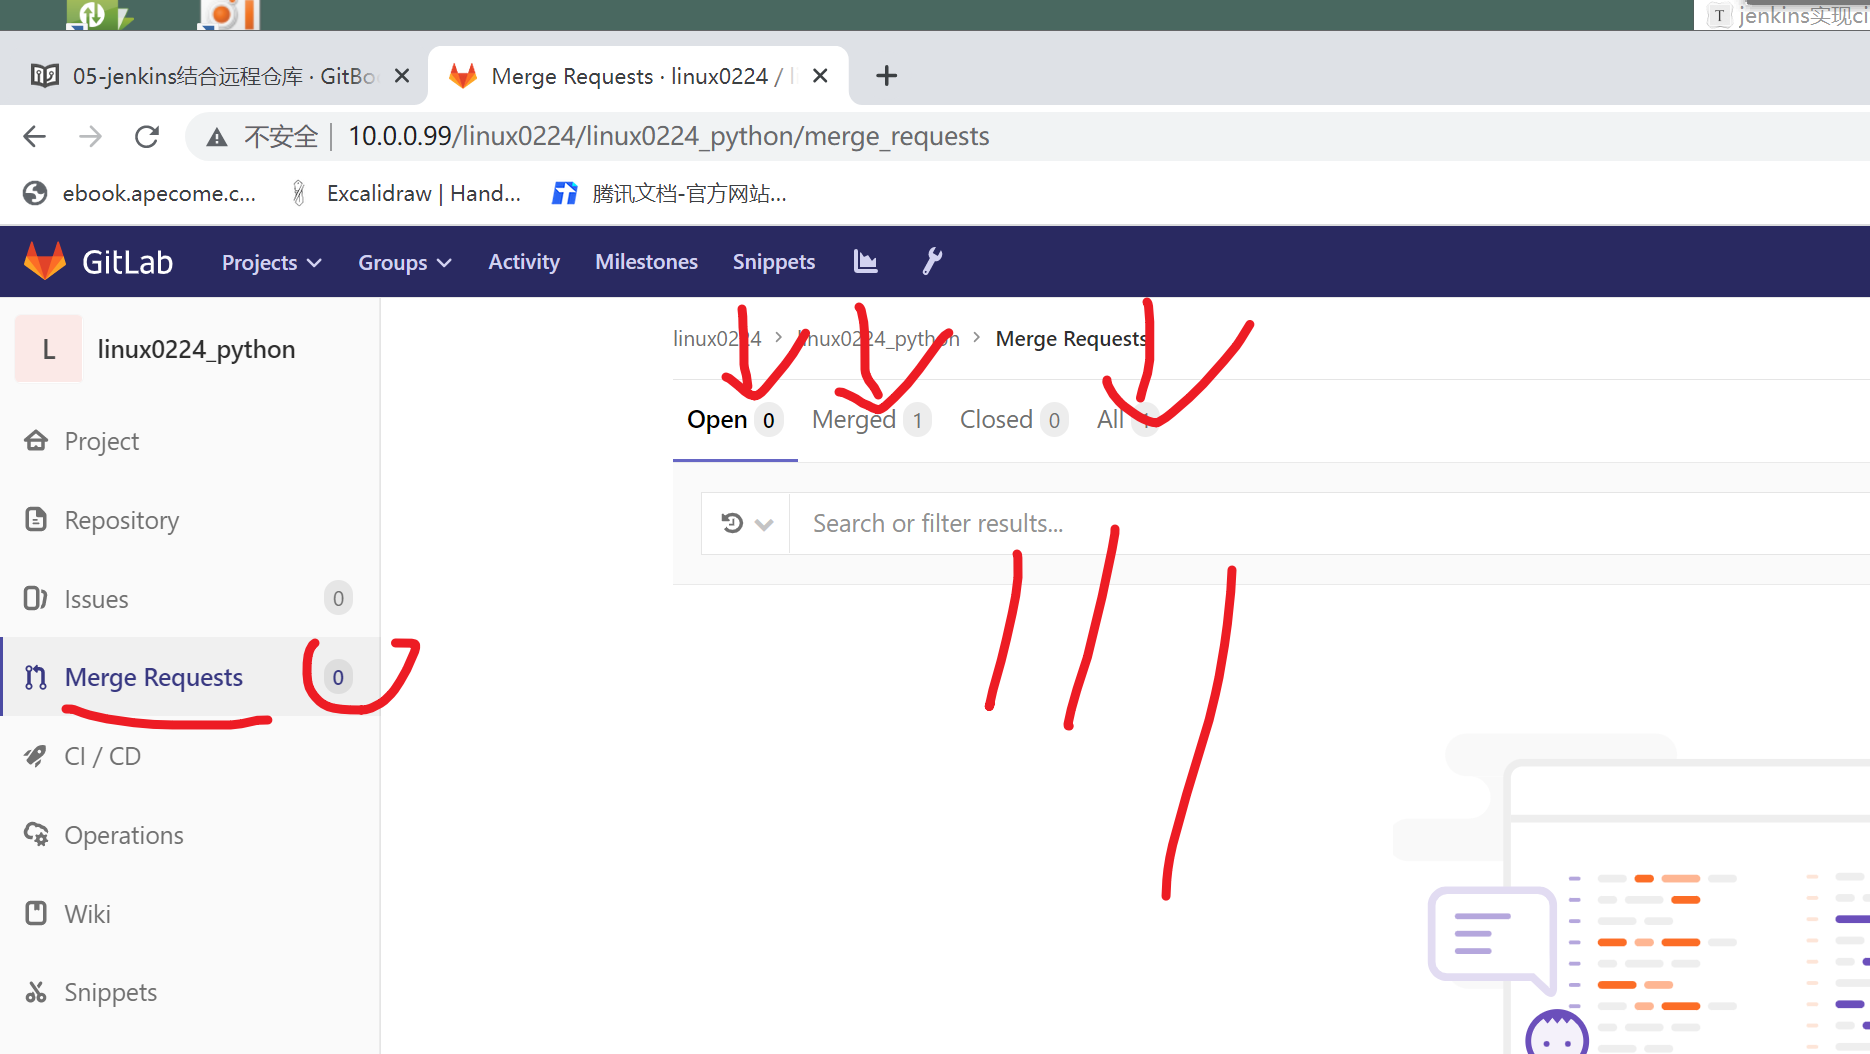 T jenkins实现ci
05-jenkins结合远程仓库 · GitBo
Merge Requests · linux0224 /
不安全 10.0.0.99/linux0224/linux0224_python/merge_requests
ebook.apecome.c... Excalidraw | Hand... 腾讯文档-官方网站...
GitLab Projects Groups Activity Milestones Snippets
L linux0224_python
linux0224 > linux0224_python > Merge Requests
Open 0 Merged 1 Closed 0 All
Search or filter results...
Project
Repository
Issues 0
Merge Requests 0
CI / CD
Operations
Wiki
Snippets